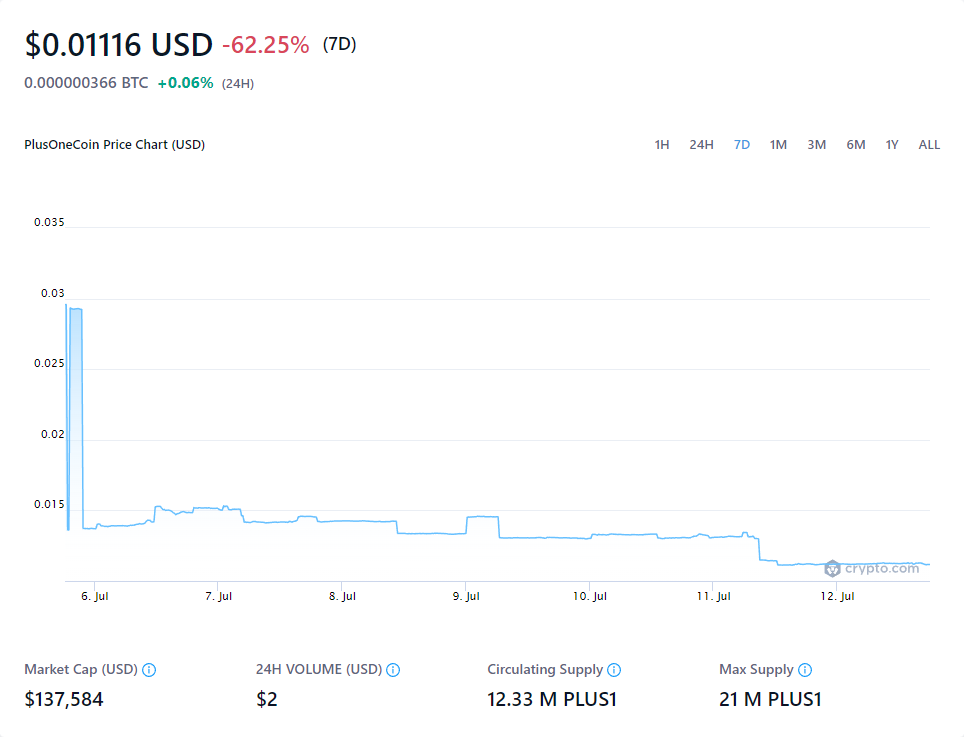 $0.01116 USD -62.25% (7D)
0.000000366 BTC +0.06% (24H)
PlusOneCoin Price Chart (USD) 1H 24H 7D 1M 3M 6M 1Y ALL
0.035
0.03
0.025
0.02
0.015
crypto.com
6. Jul 7. Jul 8. Jul 9. Jul 10. Jul 11. Jul 12. Jul
Market Cap (USD) 24H VOLUME (USD) Circulating Supply Max Supply
$137,584 $2 12.33 M PLUS1 21 M PLUS1